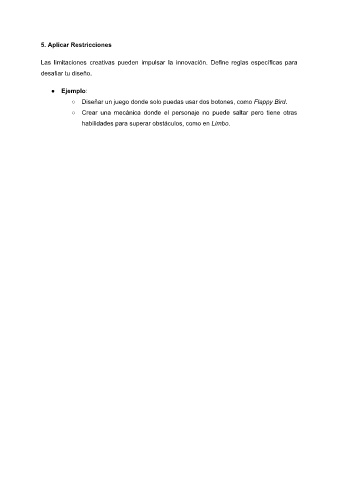 5. Aplicar Restricciones
Las limitaciones creativas pueden impulsar la innovación. Define reglas específicas para
desafiar tu diseño.
● Ejemplo:
○ Diseñar un juego donde solo puedas usar dos botones, como Flappy Bird.
○ Crear una mecánica donde el personaje no puede saltar pero tiene otras
habilidades para superar obstáculos, como en Limbo.